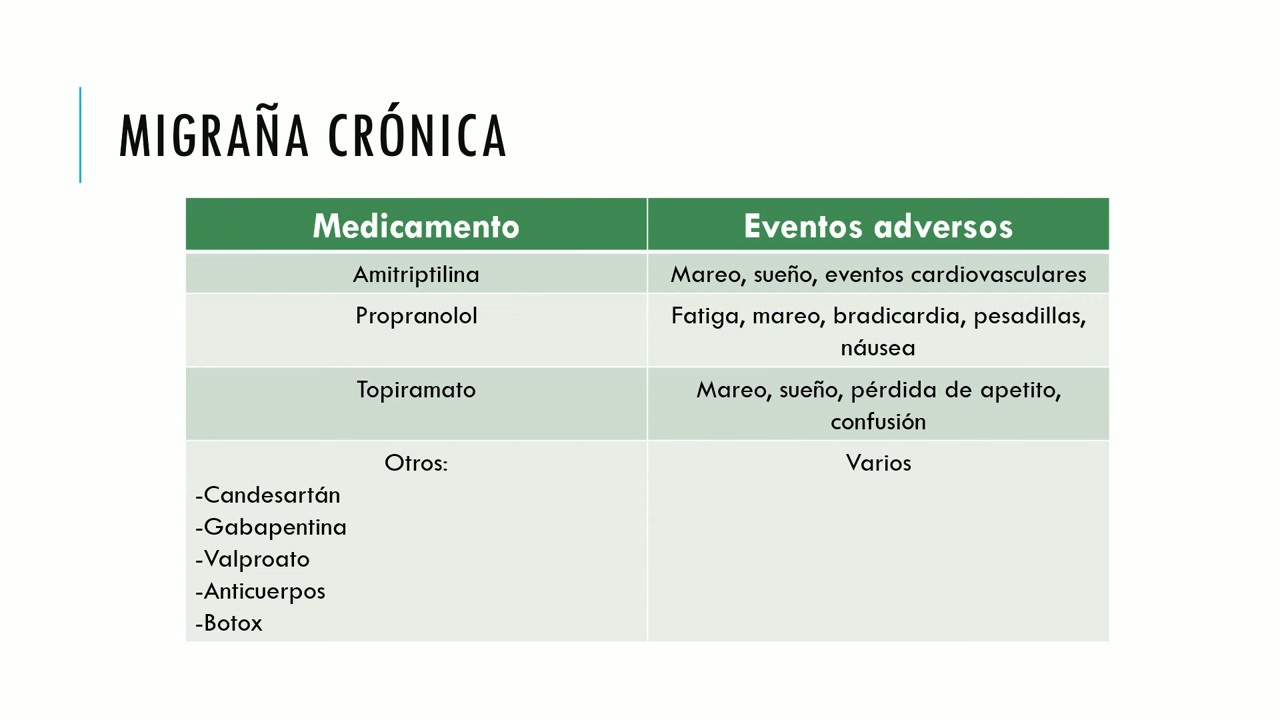 MIGRAÑA CRÓNICA
Medicamento
Eventos adversos
Amitriptilina
Mareo, sueño, eventos cardiovasculares
Propranolol
Fatiga, mareo, bradicardia, pesadillas,
náusea
Topiramato
Mareo, sueño, pérdida de apetito,
confusión
Otros:
-Candesartán
-Gabapentina
-Valproato
-Anticuerpos
-Botox
Varios